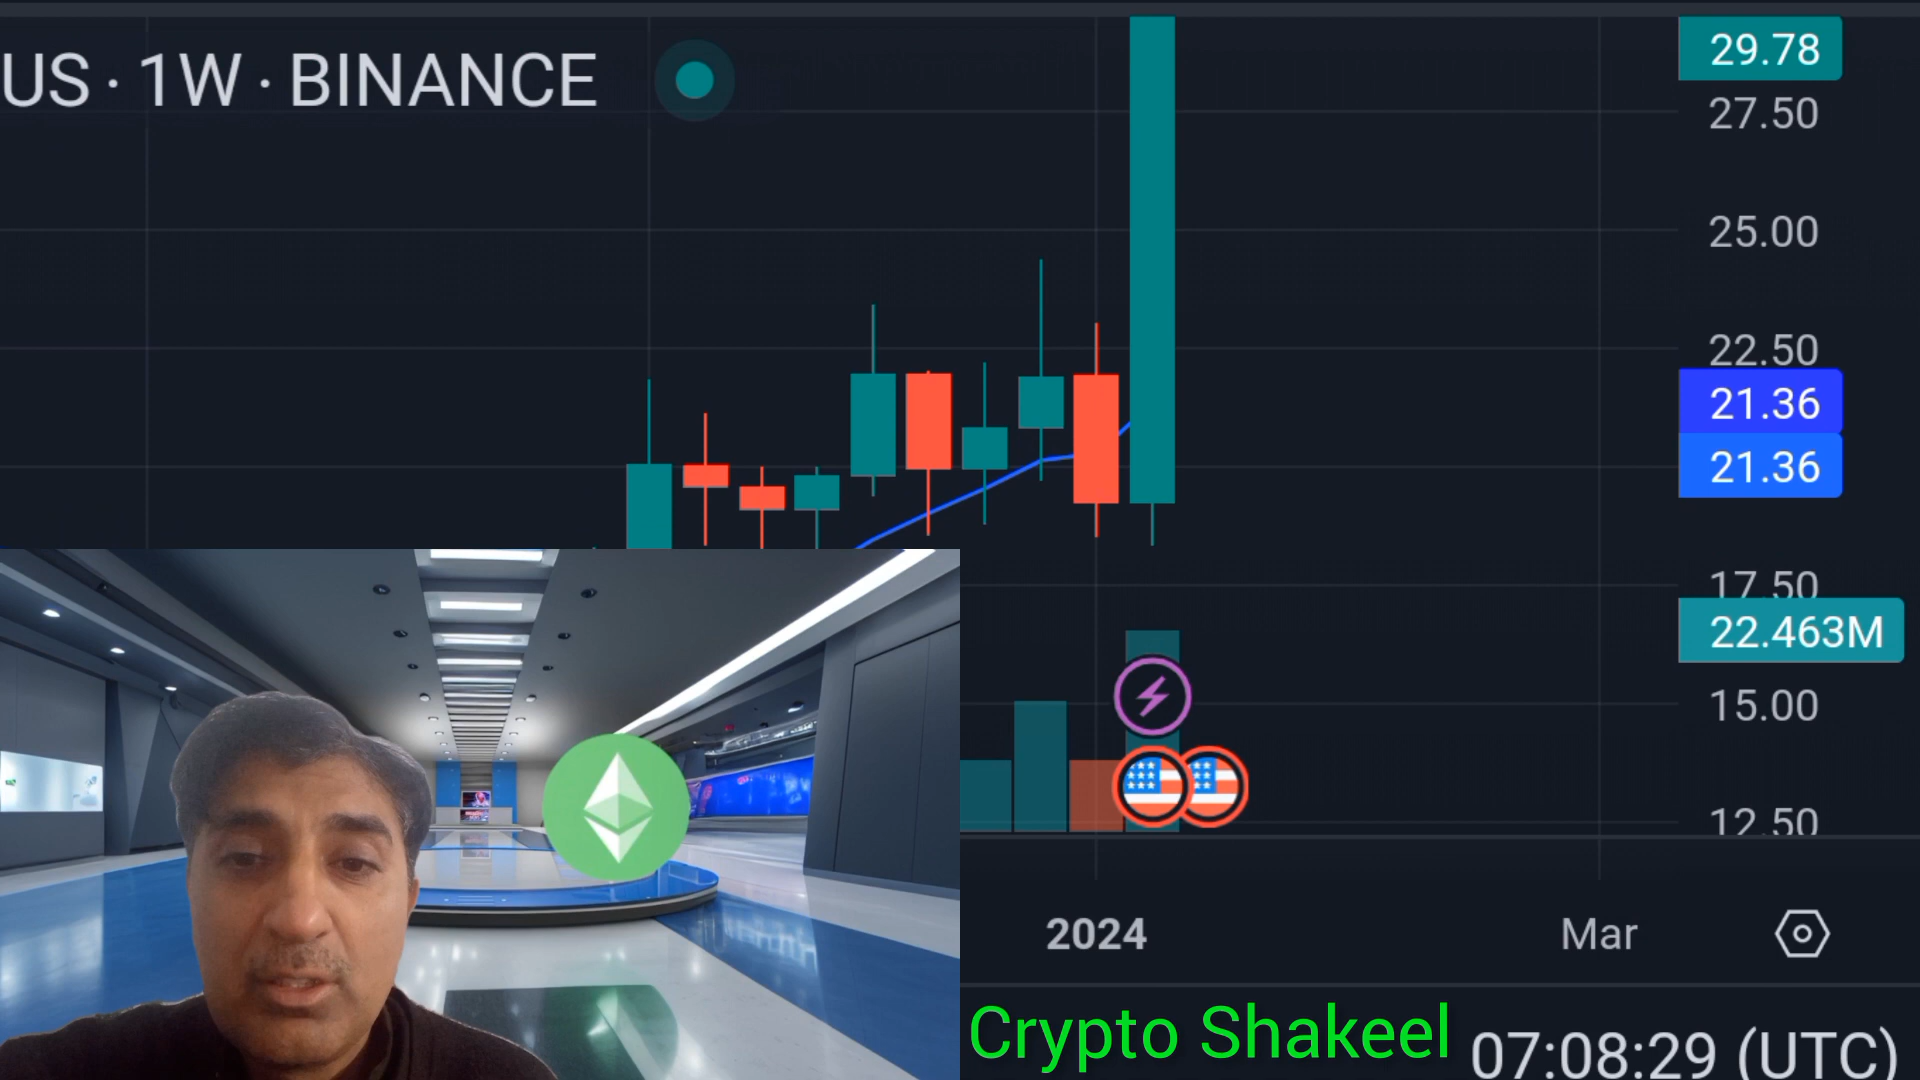 US · 1W · BINANCE
29.78
27.50
25.00
22.50
21.36
21.36
17.50
22.463M
15.00
12.50
2024
Mar
Crypto Shakeel
07:08:29 (UTC)